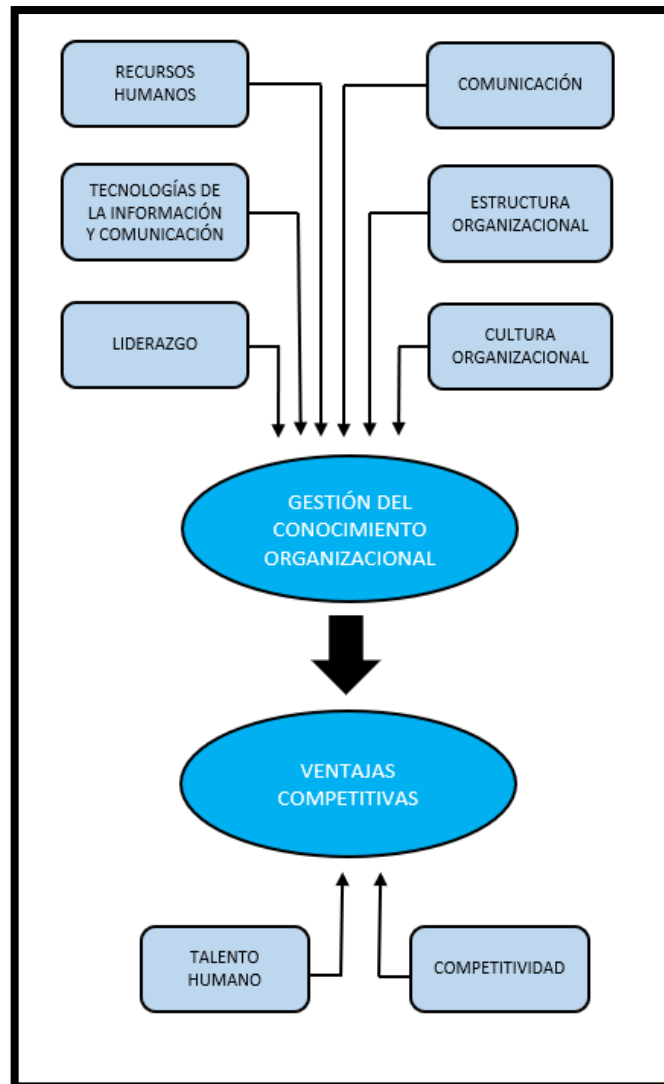 RECURSOS
HUMANOS
COMUNICACIÓN
TECNOLOGÍAS DE
LA INFORMACIÓN
Y COMUNICACIÓN
ESTRUCTURA
ORGANIZACIONAL
LIDERAZGO
CULTURA
ORGANIZACIONAL
GESTIÓN DEL
CONOCIMIENTO
ORGANIZACIONAL
VENTAJAS
COMPETITIVAS
TALENTO
HUMANO
COMPETITIVIDAD